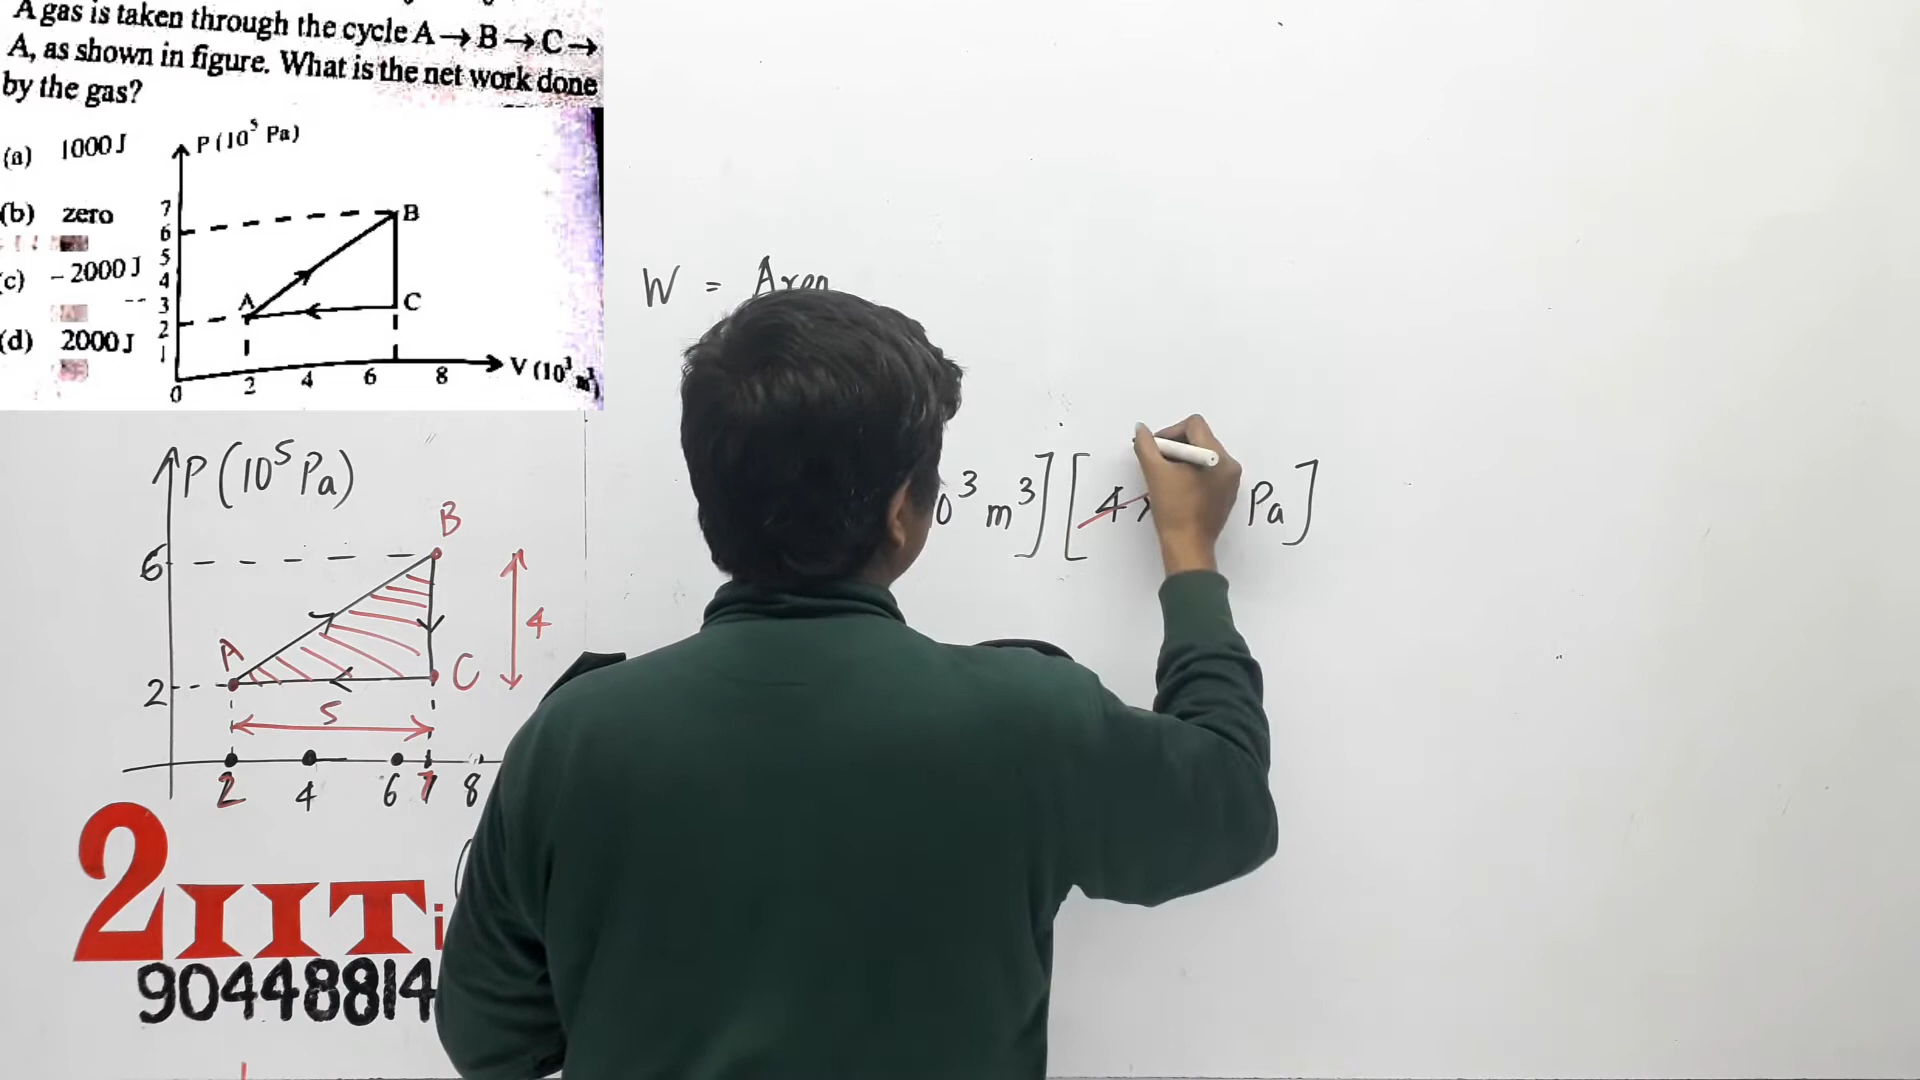 A gas is taken through the cycle A → B → C →
A, as shown in figure. What is the net work done
by the gas?
(a) 1000 J
(b) zero
(c) – 2000 J
(d) 2000 J
P (10⁵ Pa)
7
6
5
4
3
2
1
0
A
B
C
2 4 6 8
V (10³ m³)
W = Area
0³ m³] [4 Pa]
P (10⁵ Pa)
6
2
A
B
C
4
5
2 4 6 7 8
2IIT
90448814